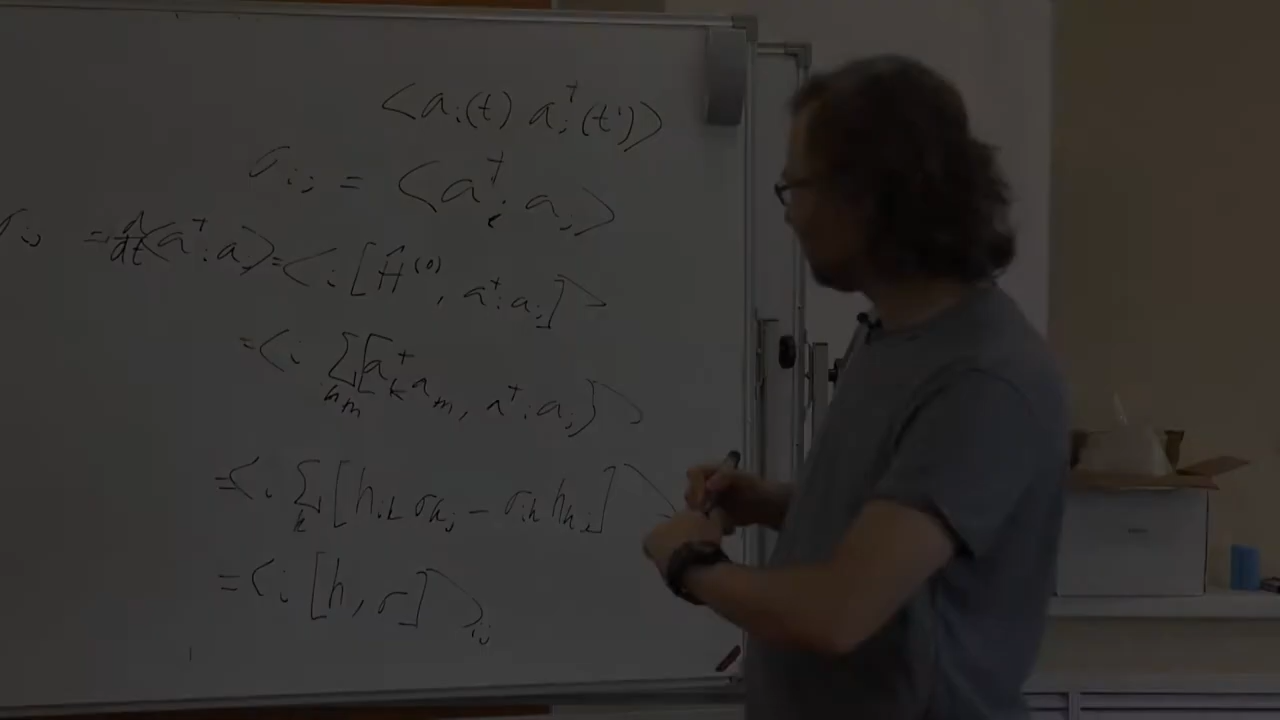 <a_i(t) a_j^†(t')>
σ_ij = <a_i^† a_j>
σ_ij = d/dt <a_i^† a_j> = <i[Ĥ^(0), a_i^† a_j]>
= <i Σ_km [a_k^† a_m, a_i^† a_j]>
= <i Σ_k [h_ik σ_kj − σ_ik h_kj]>
= <i [h, σ]>_ij